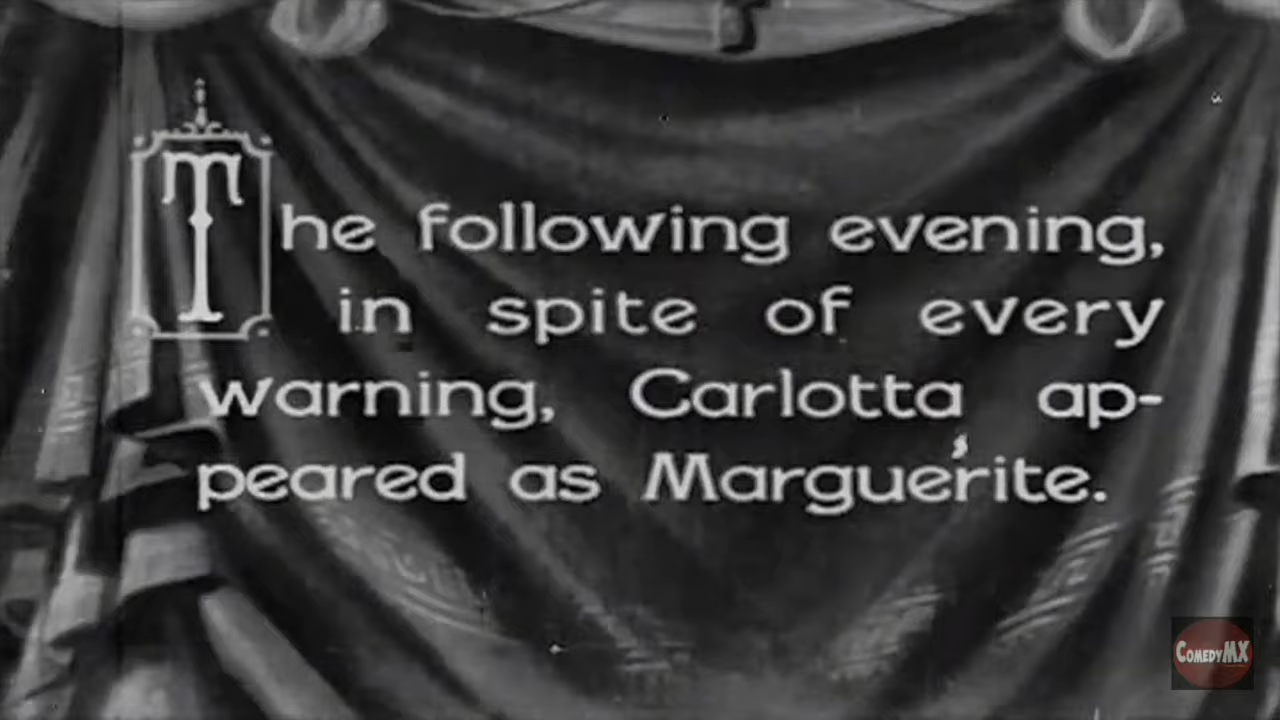 The following evening,
in spite of every
warning, Carlotta ap-
peared as Marguerite.
COMEDYMX